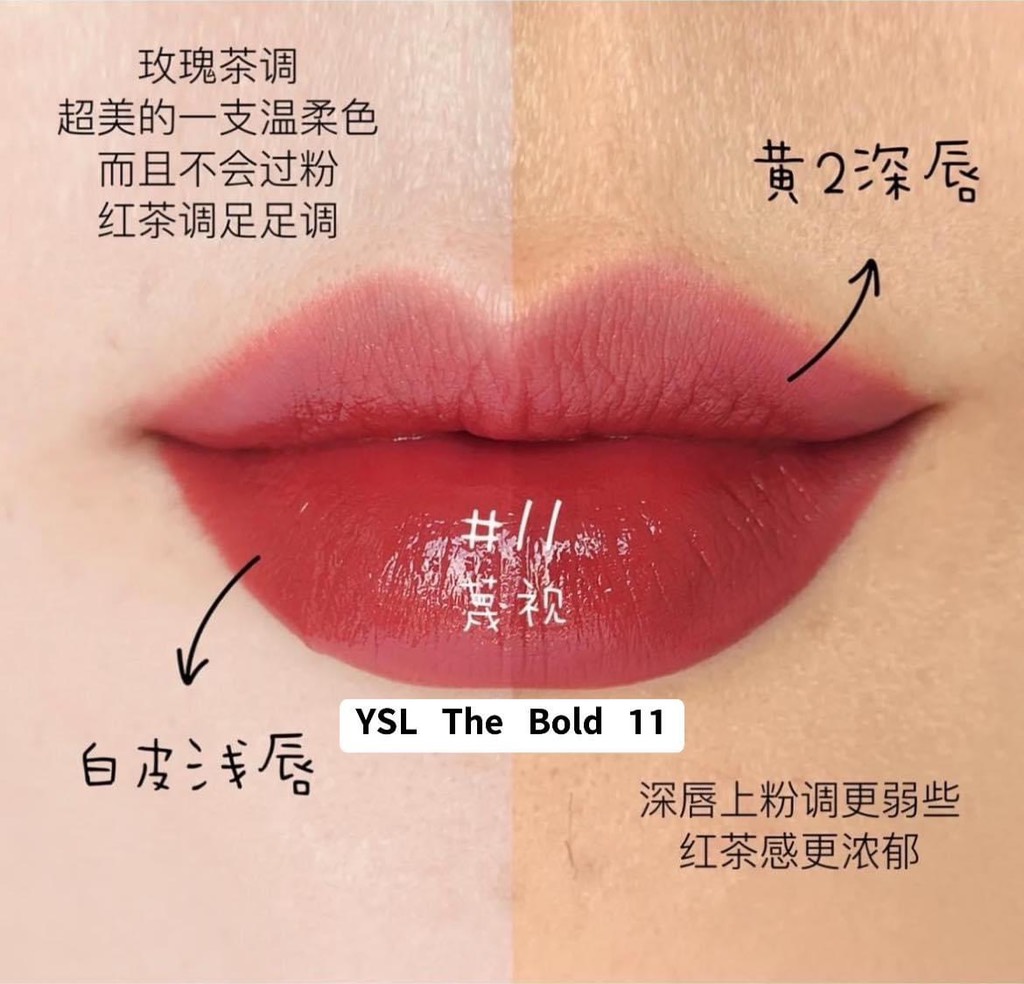 玫瑰茶调
超美的一支温柔色
而且不会过粉
红茶调足足调
黄2深唇
#11
蔑视
YSL The Bold 11
白皮浅唇
深唇上粉调更弱些
红茶感更浓郁